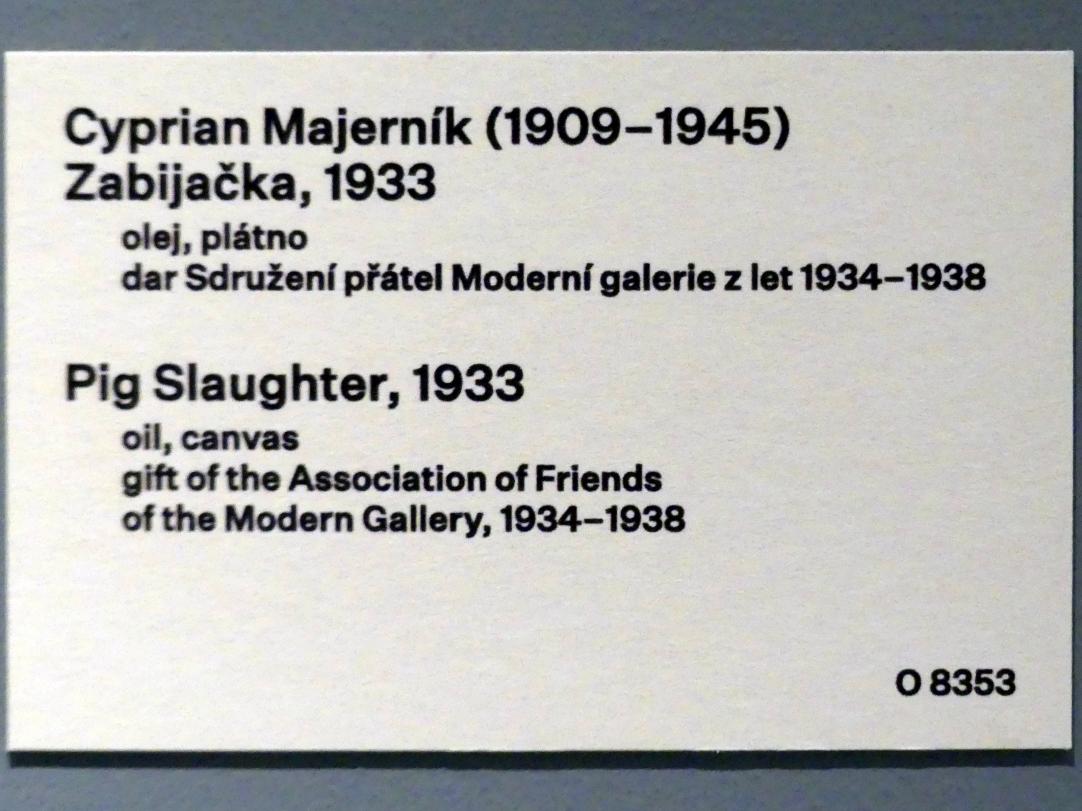 Cyprian Majerník (1909–1945)
Zabijačka, 1933
olej, plátno
dar Sdružení přátel Moderní galerie z let 1934–1938
Pig Slaughter, 1933
oil, canvas
gift of the Association of Friends
of the Modern Gallery, 1934–1938
O 8353